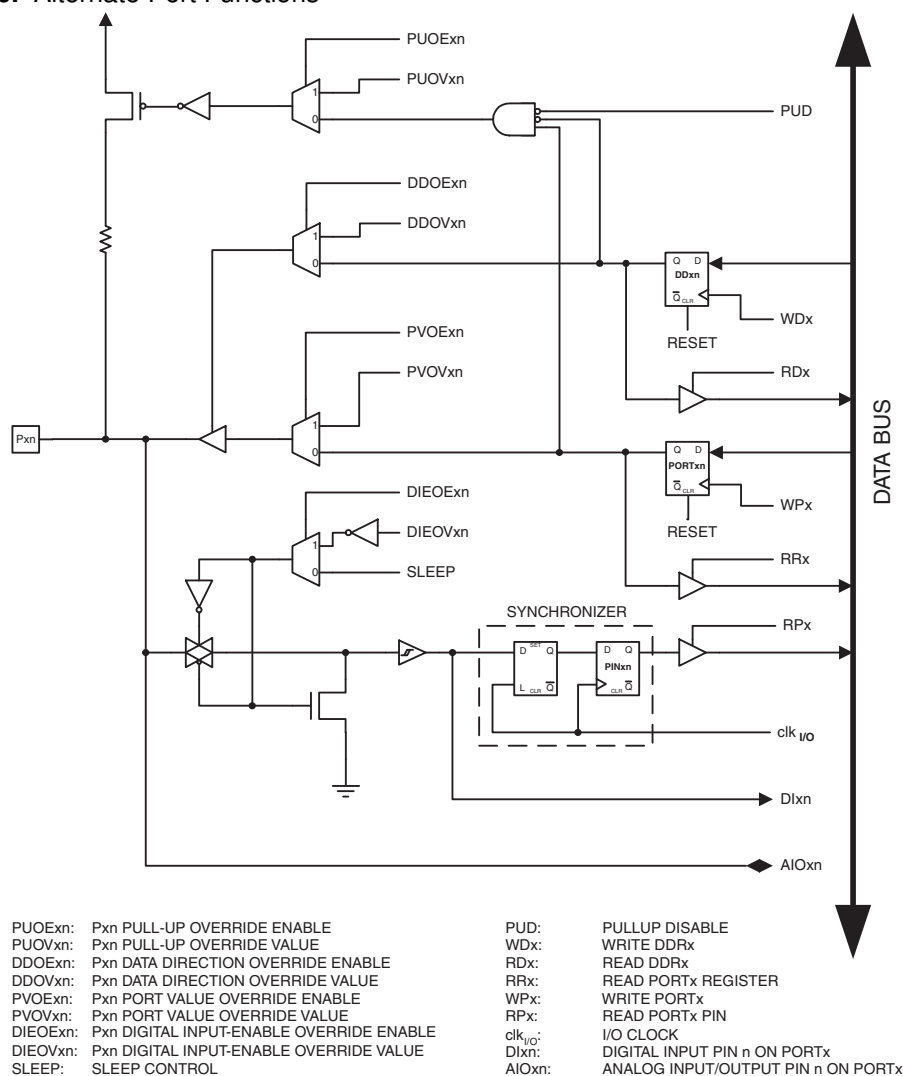 Alternate Port Functions
PUOExn
PUOVxn
1
0
PUD
DDOExn
DDOVxn
1
0
Q D
DDxn
Q CLR
WDx
RESET
RDx
PVOExn
PVOVxn
1
0
Pxn
Q D
PORTxn
Q CLR
WPx
RESET
RRx
DATA BUS
DIEOExn
DIEOVxn
1
0
SLEEP
SYNCHRONIZER
RPx
D SET Q
L CLR Q
D Q
PINxn
CLR Q
clk I/O
DIxn
AIOxn
PUOExn: Pxn PULL-UP OVERRIDE ENABLE
PUOVxn: Pxn PULL-UP OVERRIDE VALUE
DDOExn: Pxn DATA DIRECTION OVERRIDE ENABLE
DDOVxn: Pxn DATA DIRECTION OVERRIDE VALUE
PVOExn: Pxn PORT VALUE OVERRIDE ENABLE
PVOVxn: Pxn PORT VALUE OVERRIDE VALUE
DIEOExn: Pxn DIGITAL INPUT-ENABLE OVERRIDE ENABLE
DIEOVxn: Pxn DIGITAL INPUT-ENABLE OVERRIDE VALUE
SLEEP: SLEEP CONTROL
PUD: PULLUP DISABLE
WDx: WRITE DDRx
RDx: READ DDRx
RRx: READ PORTx REGISTER
WPx: WRITE PORTx
RPx: READ PORTx PIN
clkI/O: I/O CLOCK
DIxn: DIGITAL INPUT PIN n ON PORTx
AIOxn: ANALOG INPUT/OUTPUT PIN n ON PORTx